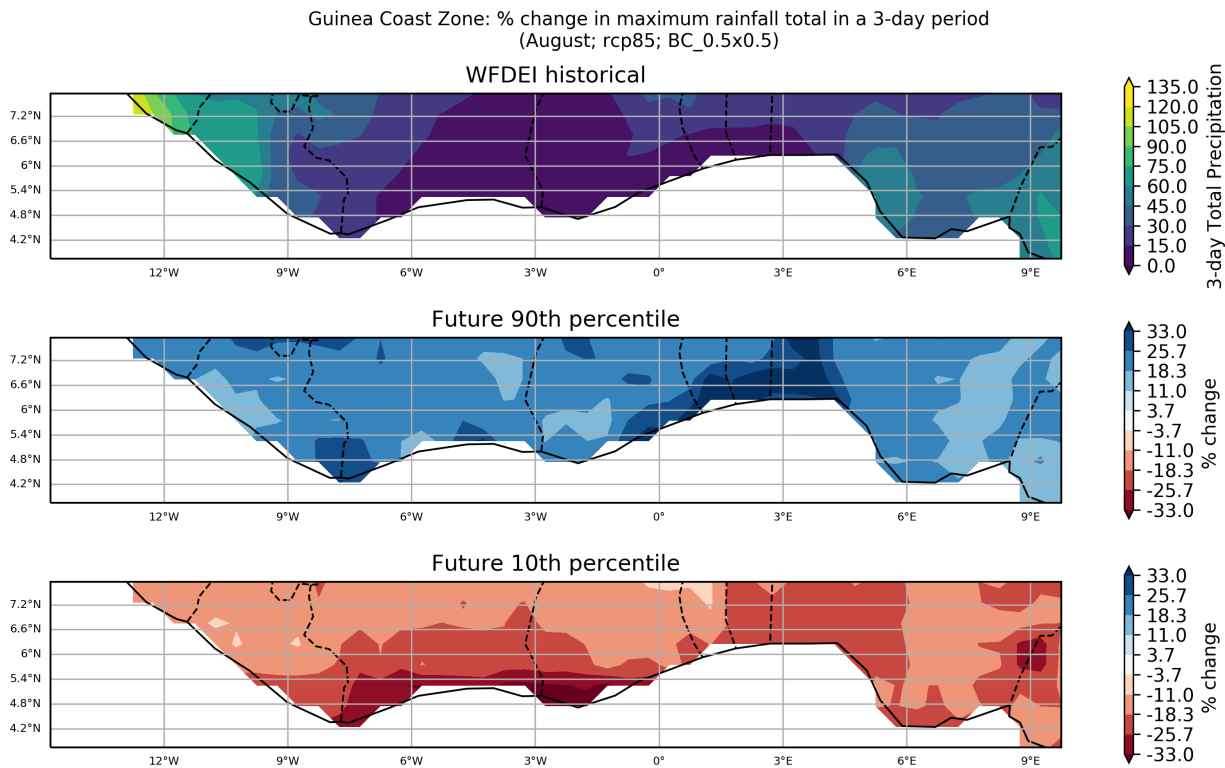 Guinea Coast Zone: % change in maximum rainfall total in a 3-day period
(August; rcp85; BC_0.5x0.5)
WFDEI historical
7.2°N
6.6°N
6°N
5.4°N
4.8°N
4.2°N
12°W 9°W 6°W 3°W 0° 3°E 6°E 9°E
135.0
120.0
105.0
90.0
75.0
60.0
45.0
30.0
15.0
0.0
3-day Total Precipitation
Future 90th percentile
7.2°N
6.6°N
6°N
5.4°N
4.8°N
4.2°N
12°W 9°W 6°W 3°W 0° 3°E 6°E 9°E
33.0
25.7
18.3
11.0
3.7
-3.7
-11.0
-18.3
-25.7
-33.0
% change
Future 10th percentile
7.2°N
6.6°N
6°N
5.4°N
4.8°N
4.2°N
12°W 9°W 6°W 3°W 0° 3°E 6°E 9°E
33.0
25.7
18.3
11.0
3.7
-3.7
-11.0
-18.3
-25.7
-33.0
% change